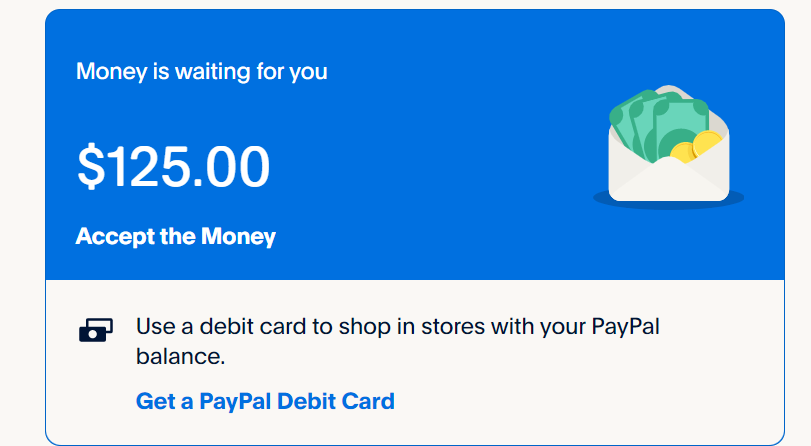 Money is waiting for you
$125.00
Accept the Money
Use a debit card to shop in stores with your PayPal
balance.
Get a PayPal Debit Card